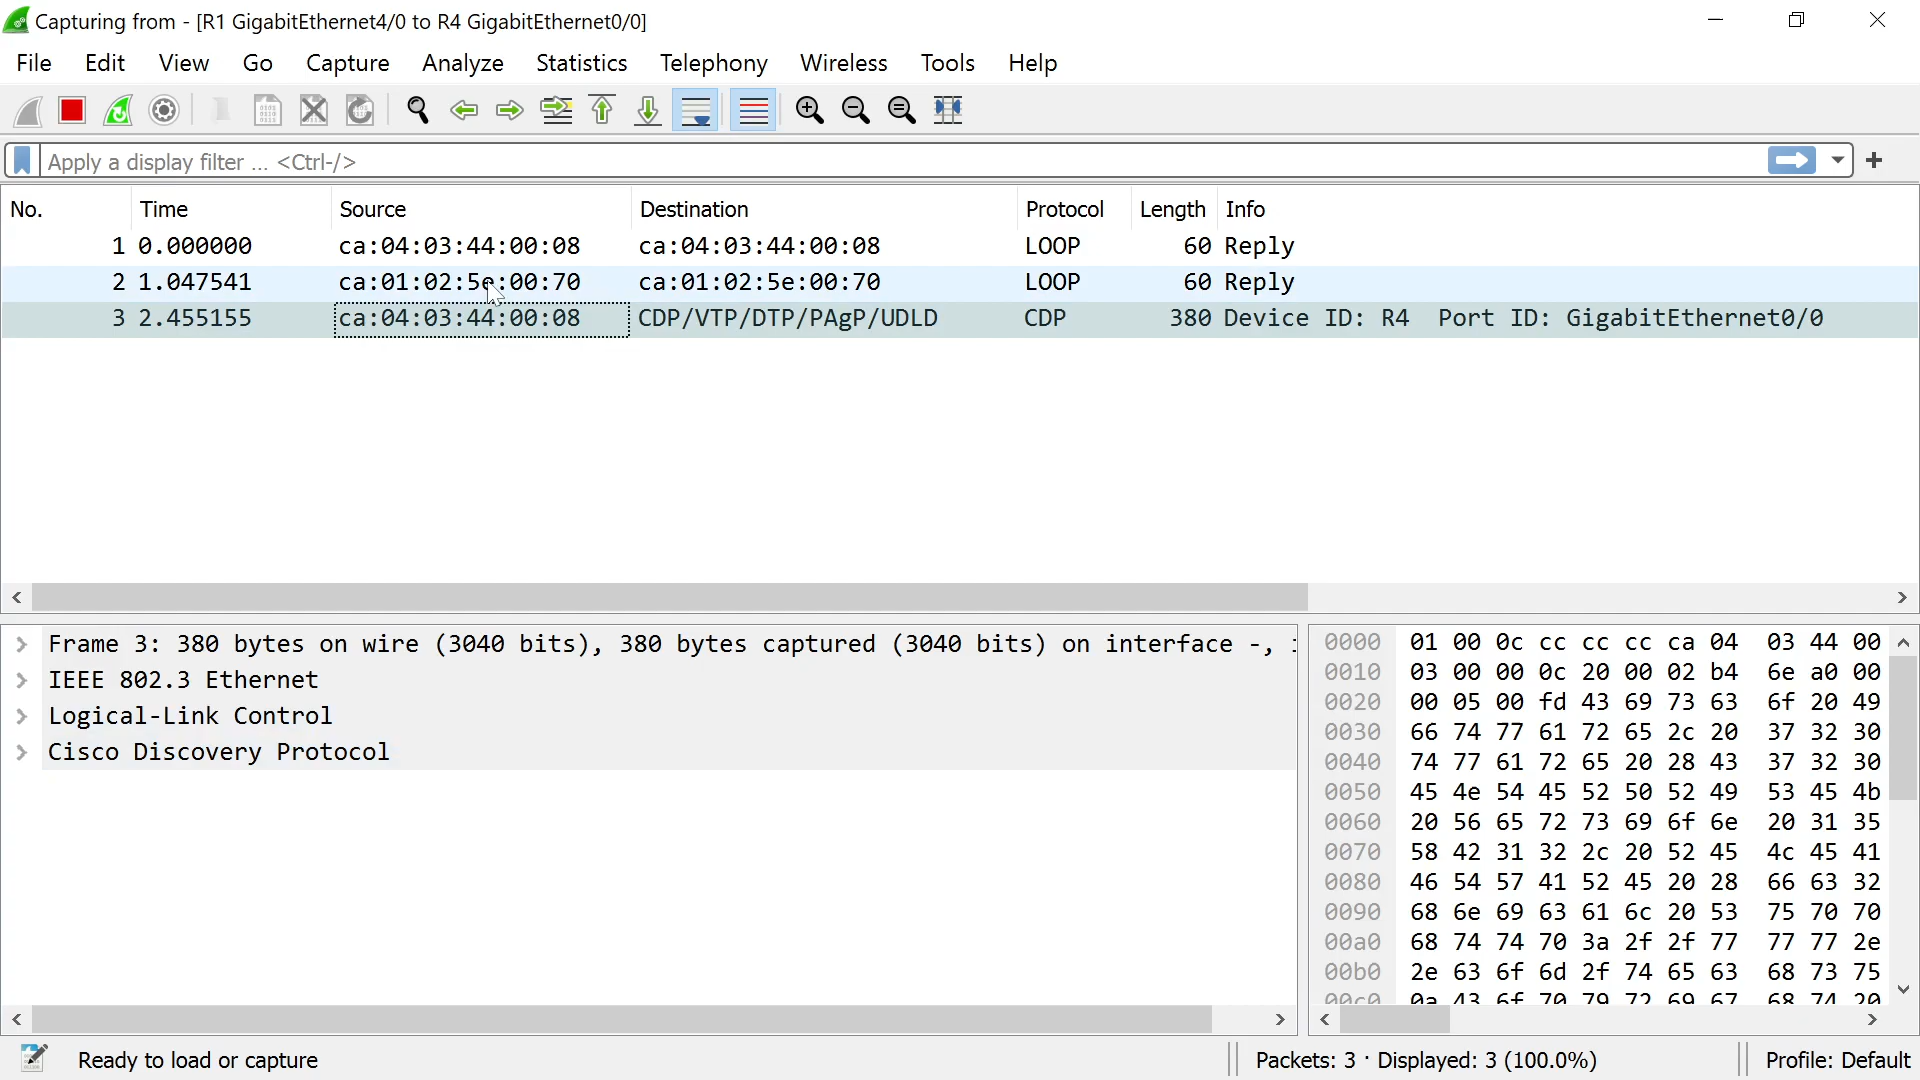 Capturing from - [R1 GigabitEthernet4/0 to R4 GigabitEthernet0/0]
File Edit View Go Capture Analyze Statistics Telephony Wireless Tools Help
Apply a display filter ... <Ctrl-/>
No. Time Source Destination Protocol Length Info
1 0.000000 ca:04:03:44:00:08 ca:04:03:44:00:08 LOOP 60 Reply
2 1.047541 ca:01:02:5e:00:70 ca:01:02:5e:00:70 LOOP 60 Reply
3 2.455155 ca:04:03:44:00:08 CDP/VTP/DTP/PAgP/UDLD CDP 380 Device ID: R4 Port ID: GigabitEthernet0/0
Frame 3: 380 bytes on wire (3040 bits), 380 bytes captured (3040 bits) on interface -,
IEEE 802.3 Ethernet
Logical-Link Control
Cisco Discovery Protocol
0000 01 00 0c cc cc cc ca 04 03 44 00
0010 03 00 00 0c 20 00 02 b4 6e a0 00
0020 00 05 00 fd 43 69 73 63 6f 20 49
0030 66 74 77 61 72 65 2c 20 37 32 30
0040 74 77 61 72 65 20 28 43 37 32 30
0050 45 4e 54 45 52 50 52 49 53 45 4b
0060 20 56 65 72 73 69 6f 6e 20 31 35
0070 58 42 31 32 2c 20 52 45 4c 45 41
0080 46 54 57 41 52 45 20 28 66 63 32
0090 68 6e 69 63 61 6c 20 53 75 70 70
00a0 68 74 74 70 3a 2f 2f 77 77 77 2e
00b0 2e 63 6f 6d 2f 74 65 63 68 73 75
00c0 0a 43 6f 70 79 72 69 67 68 74 20
Ready to load or capture
Packets: 3 · Displayed: 3 (100.0%)
Profile: Default